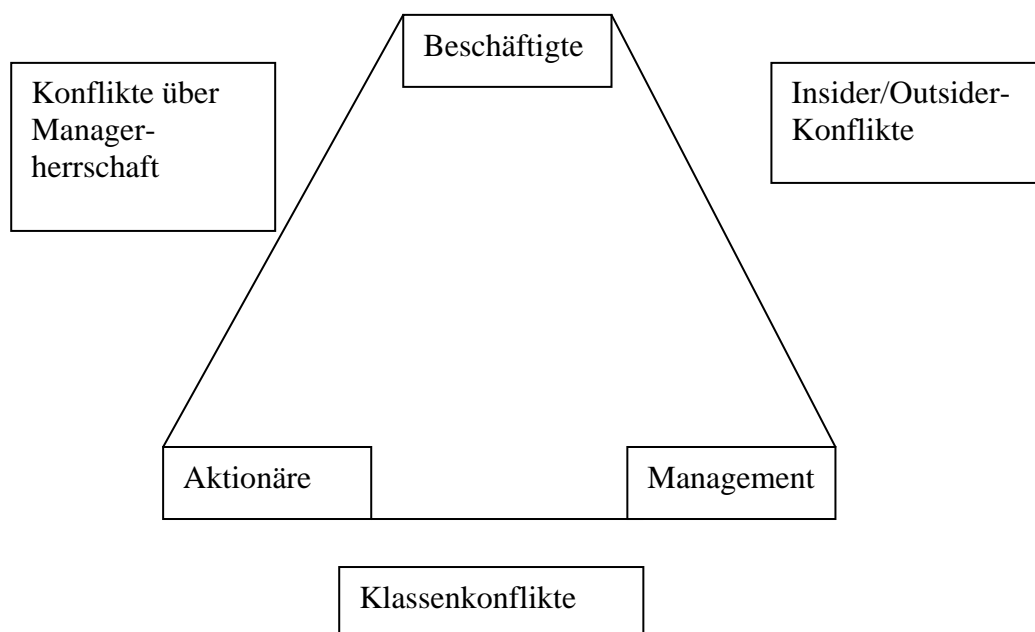 Beschäftigte
Konflikte über
Manager-
herrschaft
Insider/Outsider-
Konflikte
Aktionäre
Management
Klassenkonflikte